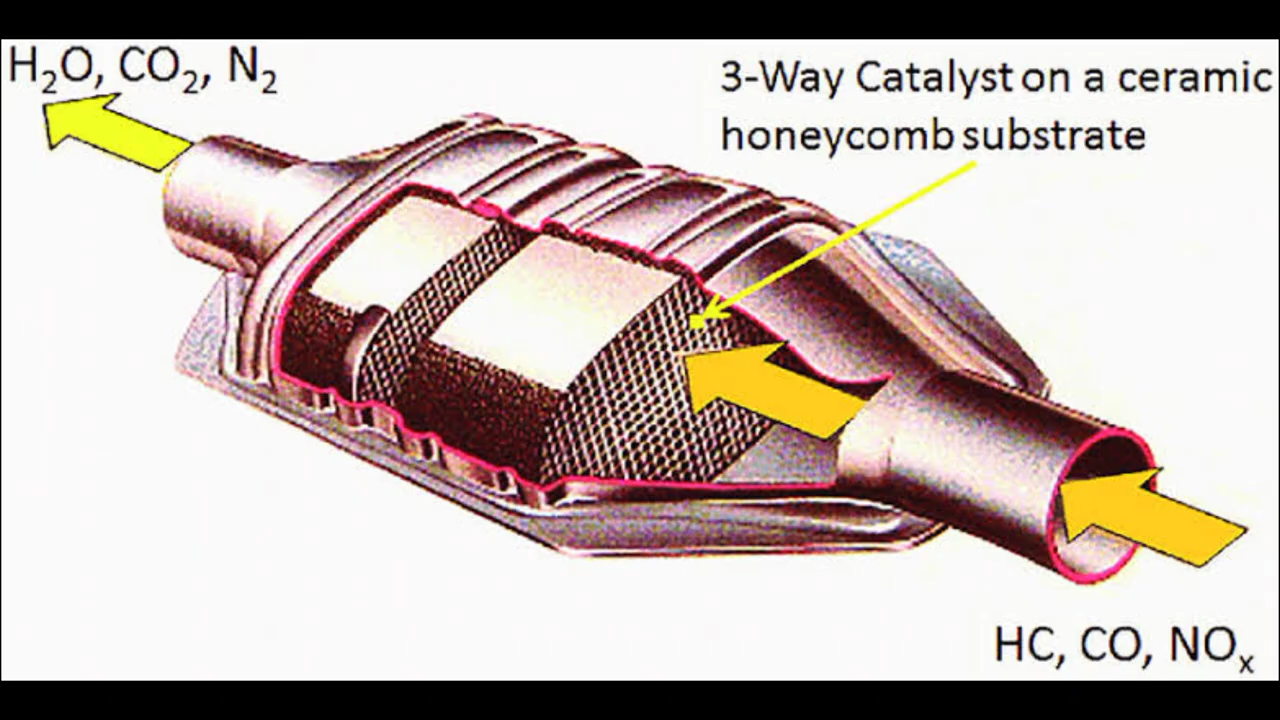 H₂O, CO₂, N₂
3-Way Catalyst on a ceramic
honeycomb substrate
HC, CO, NOₓ